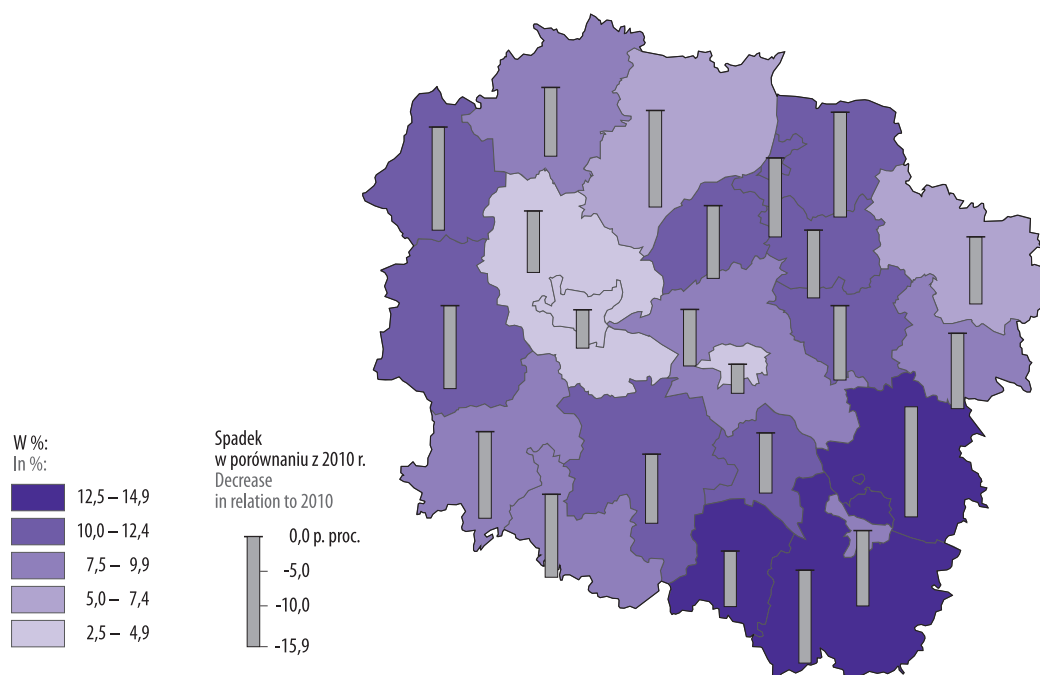 W %:
In %:
12,5 – 14,9
10,0 – 12,4
7,5 – 9,9
5,0 – 7,4
2,5 – 4,9
Spadek
w porównaniu z 2010 r.
Decrease
in relation to 2010
0,0 p. proc.
-5,0
-10,0
-15,9